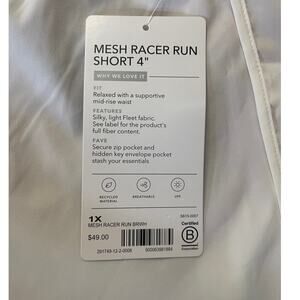 MESH RACER RUN
SHORT 4"
WHY WE LOVE IT
FIT
Relaxed with a supportive
mid-rise waist
FEATURES
Silky, light Fleet fabric.
See label for the product's
full fiber content.
FAVE
Secure zip pocket and
hidden key envelope pocket
stash your essentials
RECYCLED
MATERIAL
BREATHABLE
UPF
1X
MESH RACER RUN BRWH
$49.00
Certified
B
Corporation